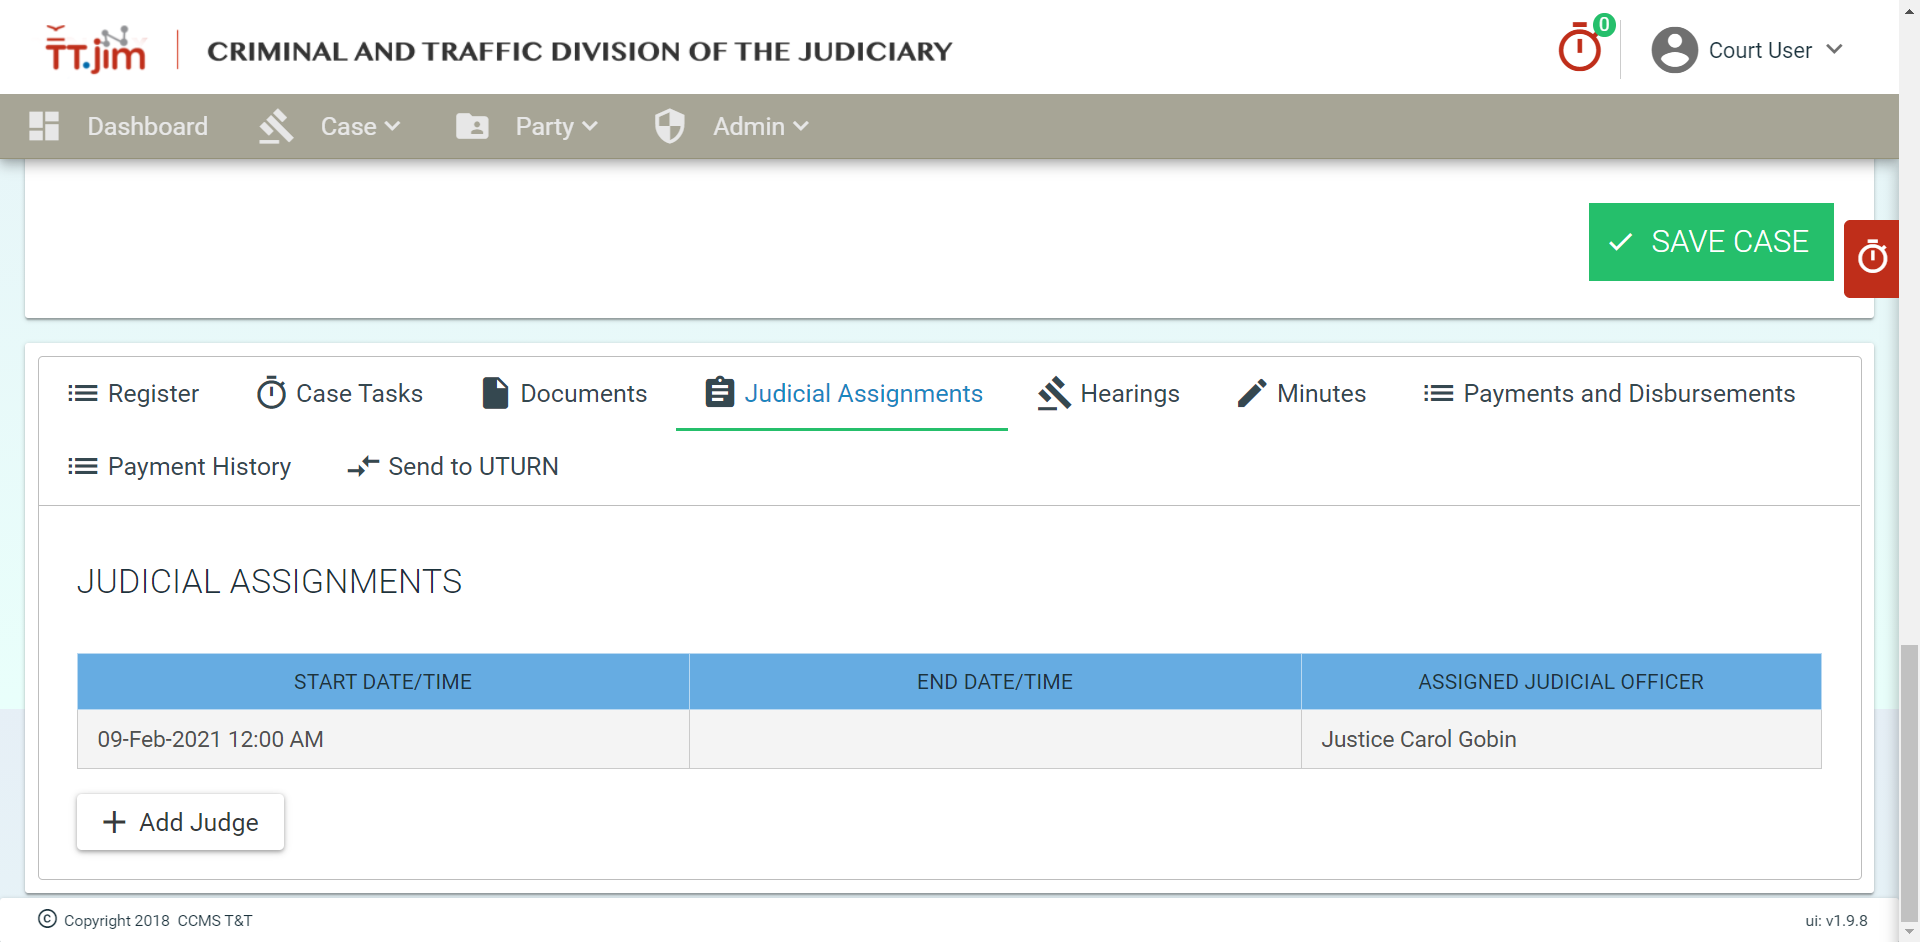 TT.jim
CRIMINAL AND TRAFFIC DIVISION OF THE JUDICIARY
0
Court User
Dashboard
Case
Party
Admin
SAVE CASE
Register
Case Tasks
Documents
Judicial Assignments
Hearings
Minutes
Payments and Disbursements
Payment History
Send to UTURN
JUDICIAL ASSIGNMENTS
START DATE/TIME
END DATE/TIME
ASSIGNED JUDICIAL OFFICER
09-Feb-2021 12:00 AM
Justice Carol Gobin
Add Judge
© Copyright 2018 CCMS T&T
ui: v1.9.8